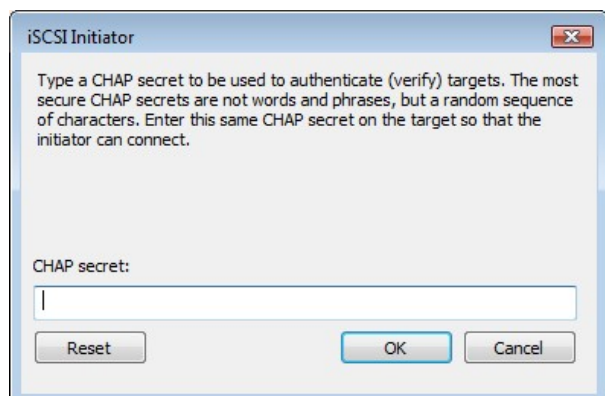 iSCSI Initiator
Type a CHAP secret to be used to authenticate (verify) targets. The most
secure CHAP secrets are not words and phrases, but a random sequence
of characters. Enter this same CHAP secret on the target so that the
initiator can connect.
CHAP secret:
Reset OK Cancel